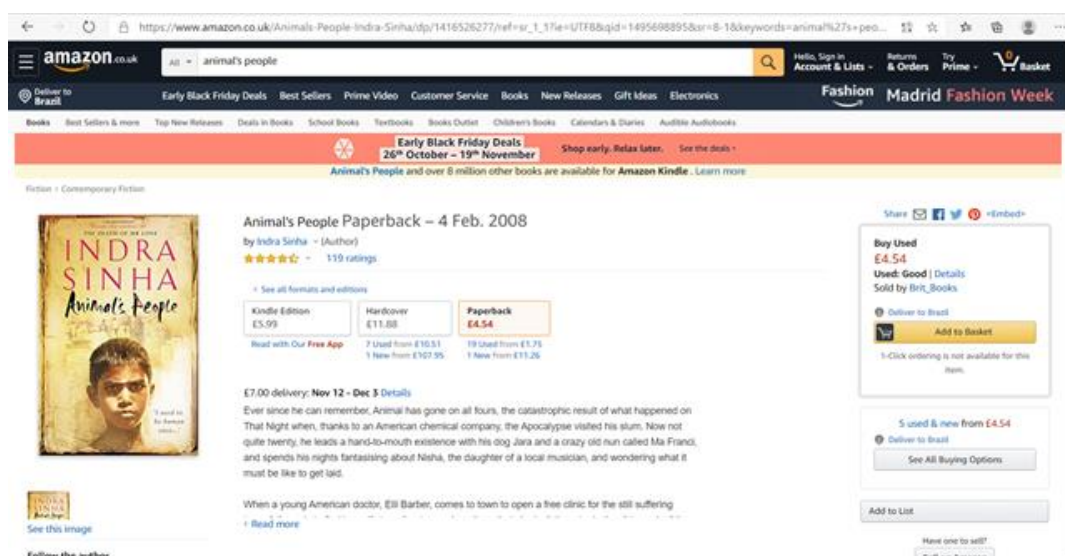 https://www.amazon.co.uk/Animals-People-Indra-Sinha/dp/1416526277/ref=sr_1_1?ie=UTF8&qid=1495698895&sr=8-1&keywords=animal%27s+peo...
amazon.co.uk
All
animal's people
Hello, Sign in
Account & Lists
Returns
& Orders
Try
Prime
0
Basket
Deliver to
Brazil
Early Black Friday Deals Best Sellers Prime Video Customer Service Books New Releases Gift Ideas Electronics
Fashion Madrid Fashion Week
Books Best Sellers & more Top New Releases Deals in Books School Books Textbooks Books Outlet Children's Books Calendars & Diaries Audible Audiobooks
Early Black Friday Deals
26th October – 19th November
Shop early. Relax later. See the deals ›
Animal's People and over 8 million other books are available for Amazon Kindle . Learn more
Fiction › Contemporary Fiction
INDRA
SINHA
Animal's People
'I used to
be human
once...'
See this image
Follow the author
Animal's People Paperback – 4 Feb. 2008
by Indra Sinha (Author)
119 ratings
See all formats and editions
Kindle Edition
£5.99
Read with Our Free App
Hardcover
£11.88
7 Used from £10.51
1 New from £107.95
Paperback
£4.54
19 Used from £1.75
1 New from £11.26
£7.00 delivery: Nov 12 - Dec 3 Details
Ever since he can remember, Animal has gone on all fours, the catastrophic result of what happened on
That Night when, thanks to an American chemical company, the Apocalypse visited his slum. Now not
quite twenty, he leads a hand-to-mouth existence with his dog Jara and a crazy old nun called Ma Franci,
and spends his nights fantasising about Nisha, the daughter of a local musician, and wondering what it
must be like to get laid.
When a young American doctor, Elli Barber, comes to town to open a free clinic for the still suffering
Read more
Share <Embed>
Buy Used
£4.54
Used: Good | Details
Sold by Brit_Books
Deliver to Brazil
Add to Basket
1-Click ordering is not available for this
item.
5 used & new from £4.54
Deliver to Brazil
See All Buying Options
Add to List
Have one to sell?